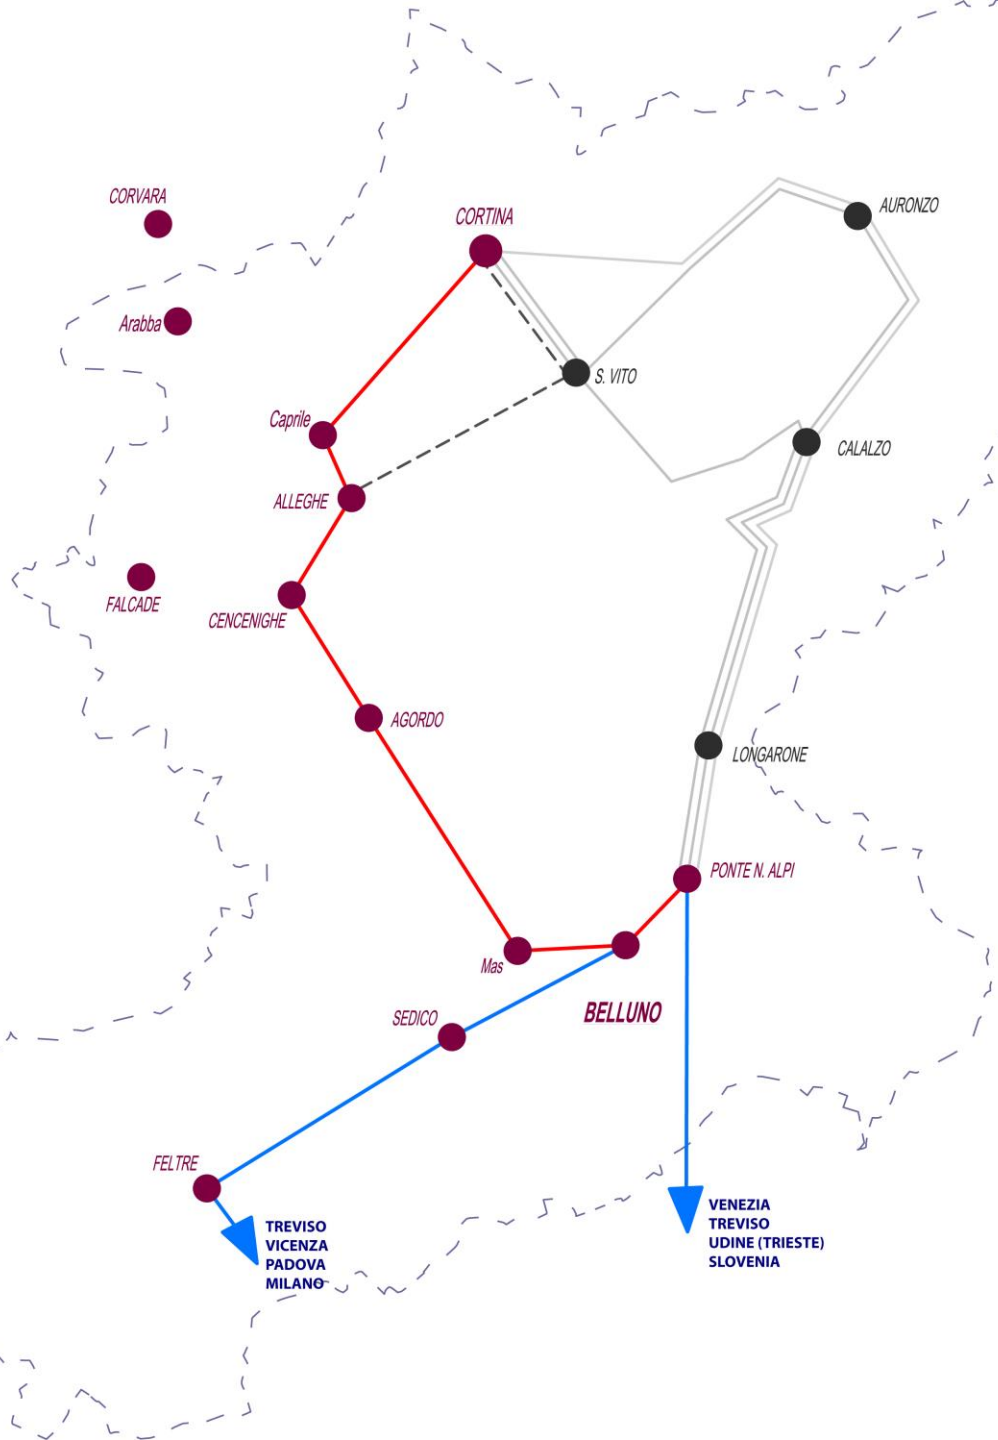 CORVARA
AURONZO
CORTINA
Arabba
S. VITO
Caprile
CALALZO
ALLEGHE
FALCADE
CENCENIGHE
AGORDO
LONGARONE
PONTE N. ALPI
Mas
BELLUNO
SEDICO
FELTRE
TREVISO
VICENZA
PADOVA
MILANO
VENEZIA
TREVISO
UDINE (TRIESTE)
SLOVENIA